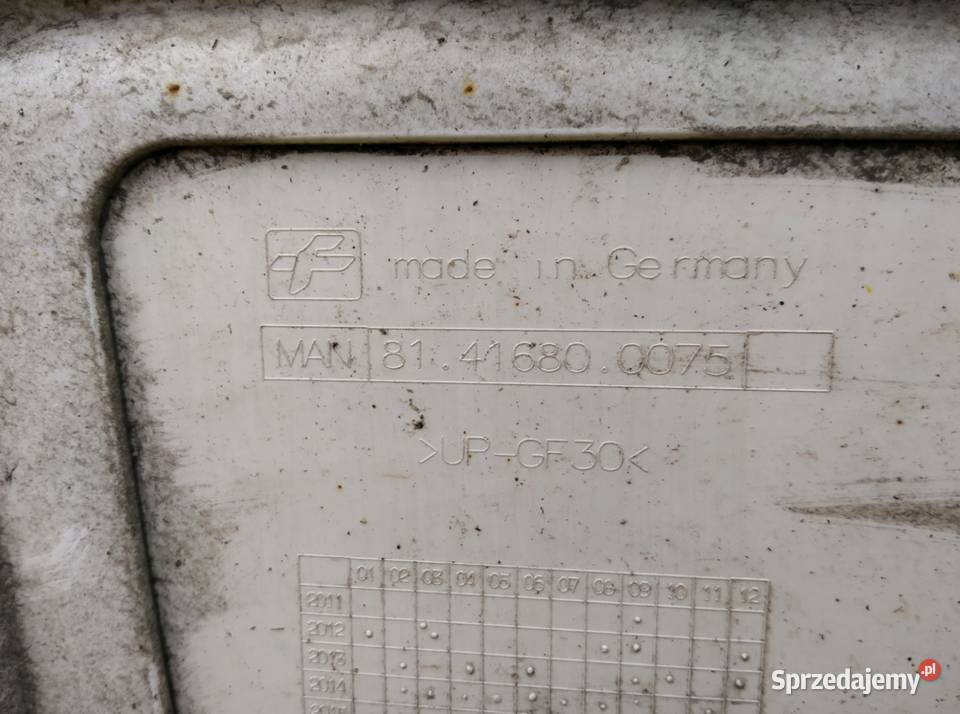 made in Germany
MAN 81.41680.0075
>UP-GF30<
01 02 03 04 05 06 07 08 09 10 11 12
2011
2012
2013
2014
2015
Sprzedajemy.pl